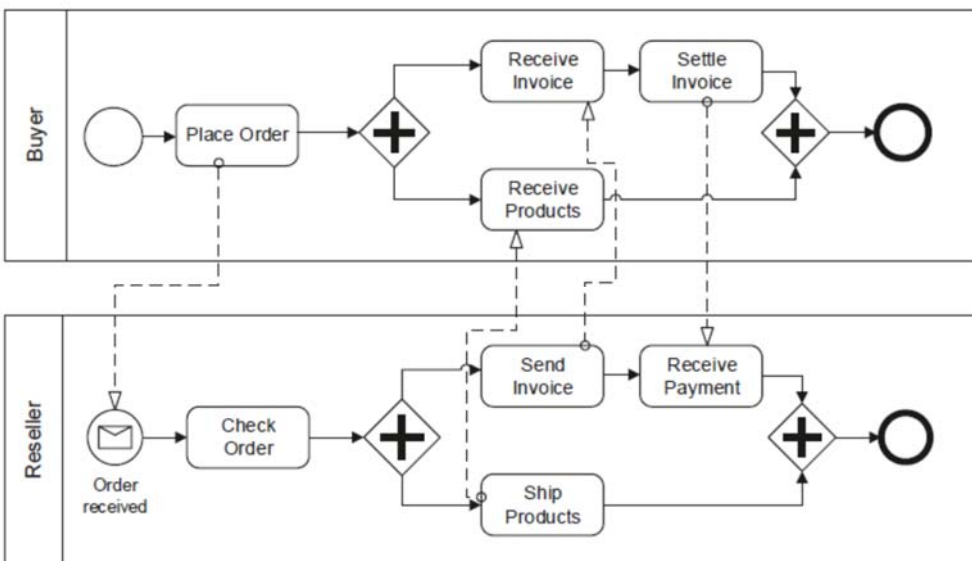 Buyer
Place Order
Receive
Invoice
Settle
Invoice
Receive
Products
Reseller
Order
received
Check
Order
Send
Invoice
Receive
Payment
Ship
Products